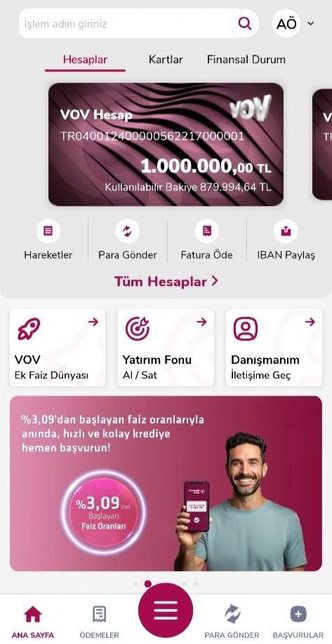 İşlem adını giriniz
AÖ
Hesaplar
Kartlar
Finansal Durum
VOV Hesap
VOV
TR040012400000562217000001
1.000.000,00 TL
Kullanılabilir Bakiye 879.994,64 TL
Hareketler
Para Gönder
Fatura Öde
IBAN Paylaş
Tüm Hesaplar
VOV
Ek Faiz Dünyası
Yatırım Fonu
Al / Sat
Danışmanım
İletişime Geç
%3,09'dan başlayan faiz oranlarıyla
anında, hızlı ve kolay krediye
hemen başvurun!
%3,09'dan
Başlayan
Faiz Oranları
ANA SAYFA
ÖDEMELER
PARA GÖNDER
BAŞVURULAR